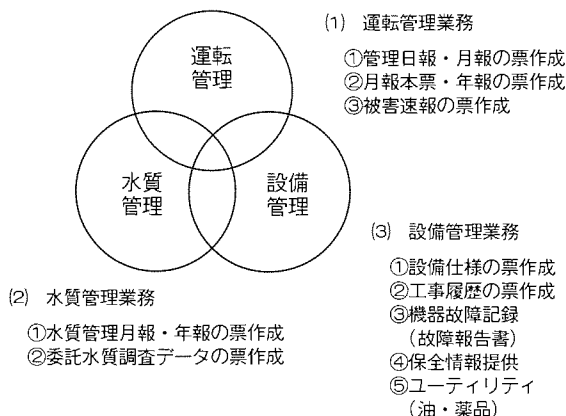 運転
管理
水質
管理
設備
管理
(1) 運転管理業務
①管理日報・月報の票作成
②月報本票・年報の票作成
③被害速報の票作成
(2) 水質管理業務
①水質管理月報・年報の票作成
②委託水質調査データの票作成
(3) 設備管理業務
①設備仕様の票作成
②工事履歴の票作成
③機器故障記録
(故障報告書)
④保全情報提供
⑤ユーティリティ
(油・薬品)